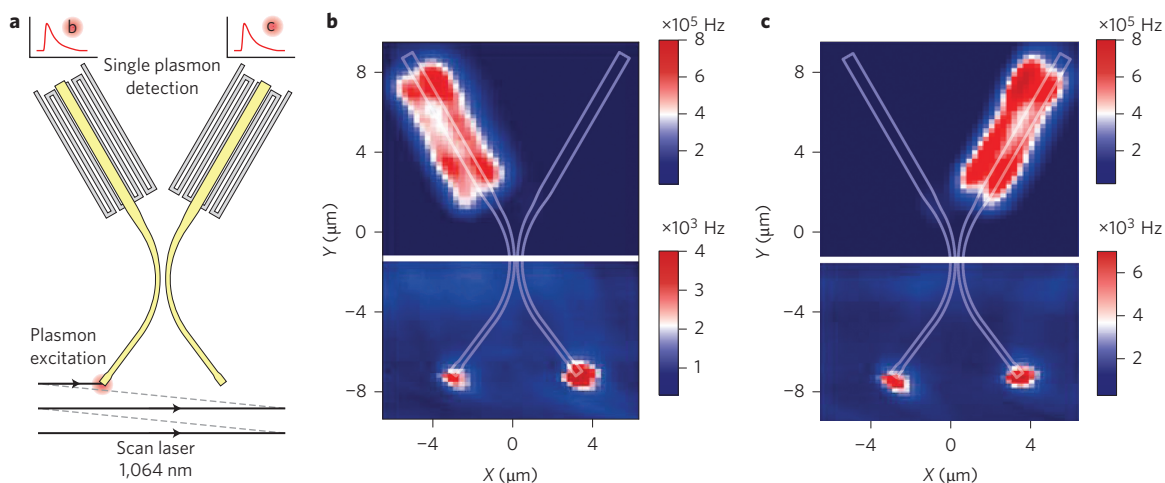 a
b
c
Single plasmon
detection
Plasmon
excitation
Scan laser
1,064 nm
b
×10⁵ Hz
8
6
4
2
×10³ Hz
4
3
2
1
Y (μm)
8
4
0
−4
−8
−4
0
4
X (μm)
c
×10⁵ Hz
8
6
4
2
×10³ Hz
6
4
2
Y (μm)
8
4
0
−4
−8
−4
0
4
X (μm)